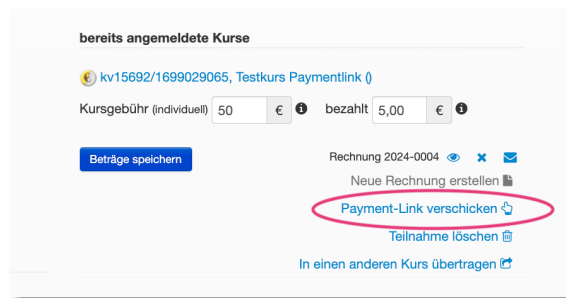 bereits angemeldete Kurse
kv15692/1699029065, Testkurs Paymentlink ()
Kursgebühr (individuell) 50 € bezahlt 5,00 €
Beträge speichern Rechnung 2024-0004
Neue Rechnung erstellen
Payment-Link verschicken
Teilnahme löschen
In einen anderen Kurs übertragen